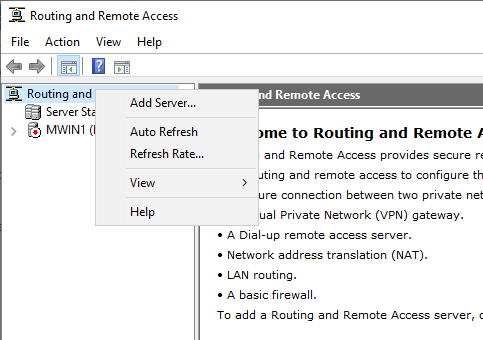 Routing and Remote Access
File Action View Help
Routing and
Server Sta
MWIN1 (
Add Server...
Auto Refresh
Refresh Rate...
View
Help
and Remote Access
ome to Routing and Remote A
and Remote Access provides secure re
uting and remote access to configure th
ure connection between two private net
ual Private Network (VPN) gateway.
• A Dial-up remote access server.
• Network address translation (NAT).
• LAN routing.
• A basic firewall.
To add a Routing and Remote Access server, o